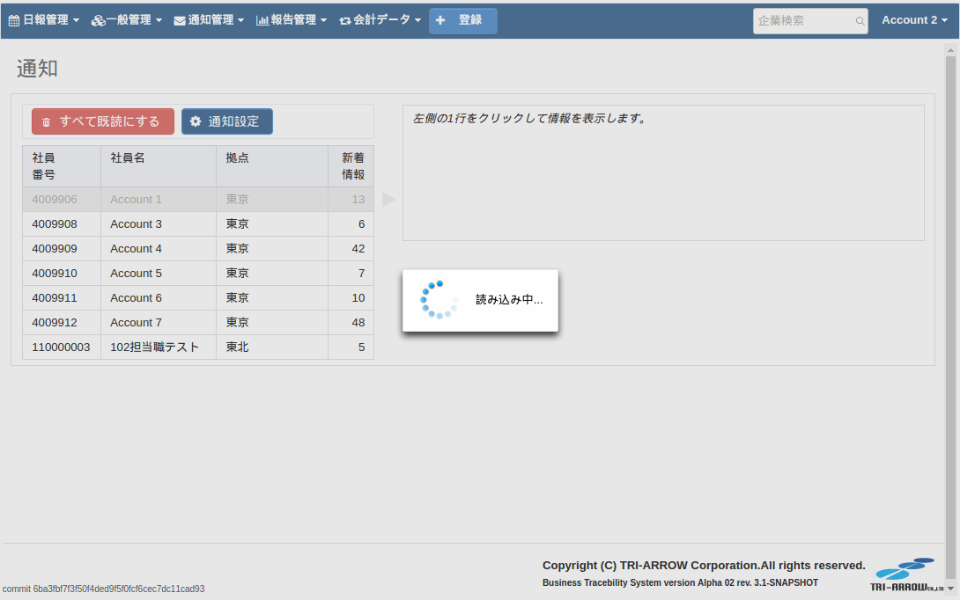 日報管理 一般管理 通知管理 報告管理 会計データ 登録 企業検索 Account 2
通知
すべて既読にする 通知設定
左側の1行をクリックして情報を表示します。
社員番号 社員名 拠点 新着情報
4009906 Account 1 東京 13
4009908 Account 3 東京 6
4009909 Account 4 東京 42
4009910 Account 5 東京 7
4009911 Account 6 東京 10
4009912 Account 7 東京 48
110000003 102担当職テスト 東北 5
読み込み中...
Copyright (C) TRI-ARROW Corporation.All rights reserved.
Business Tracebility System version Alpha 02 rev. 3.1-SNAPSHOT
TRI-ARROW CO.,LTD
commit 6ba3fbf7f3f50f4ded9f5f0fcf6cec7dc11cad93